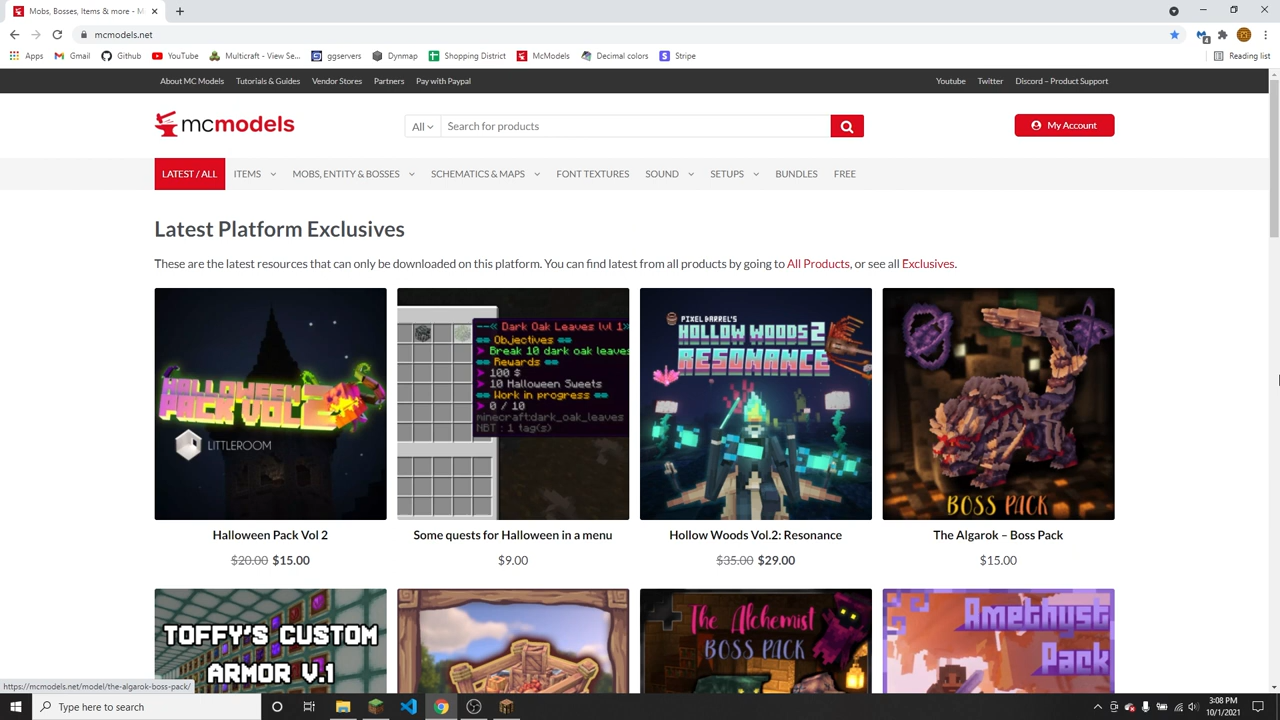 Mobs, Bosses, Items & more - M
mcmodels.net
Apps
Gmail
Github
YouTube
Multicraft - View Se...
ggservers
Dynmap
Shopping District
McModels
Decimal colors
Stripe
Reading list
About MC Models
Tutorials & Guides
Vendor Stores
Partners
Pay with Paypal
Youtube
Twitter
Discord – Product Support
mcmodels
All
Search for products
My Account
LATEST / ALL
ITEMS
MOBS, ENTITY & BOSSES
SCHEMATICS & MAPS
FONT TEXTURES
SOUND
SETUPS
BUNDLES
FREE
Latest Platform Exclusives
These are the latest resources that can only be downloaded on this platform. You can find latest from all products by going to All Products, or see all Exclusives.
HALLOWEEN
PACK VOL 2
LITTLEROOM
--<< Dark Oak Leaves lvl 1>
== Objectives ==
Break 10 dark oak leaves
== Rewards ==
100 $
10 Halloween Sweets
== Work in progress ==
0 / 10
minecraft:dark_oak_leaves
NBT : 1 tag(s)
PIXEL & BARREL'S
HOLLOW WOODS 2
RESONANCE
BOSS PACK
Halloween Pack Vol 2
Some quests for Halloween in a menu
Hollow Woods Vol.2: Resonance
The Algarok – Boss Pack
$20.00 $15.00
$9.00
$35.00 $29.00
$15.00
TOFFY'S CUSTOM
ARMOR V.1
The Alchemist
BOSS PACK
Amethyst
Pack
https://mcmodels.net/model/the-algarok-boss-pack/
Type here to search
3:08 PM
10/1/2021